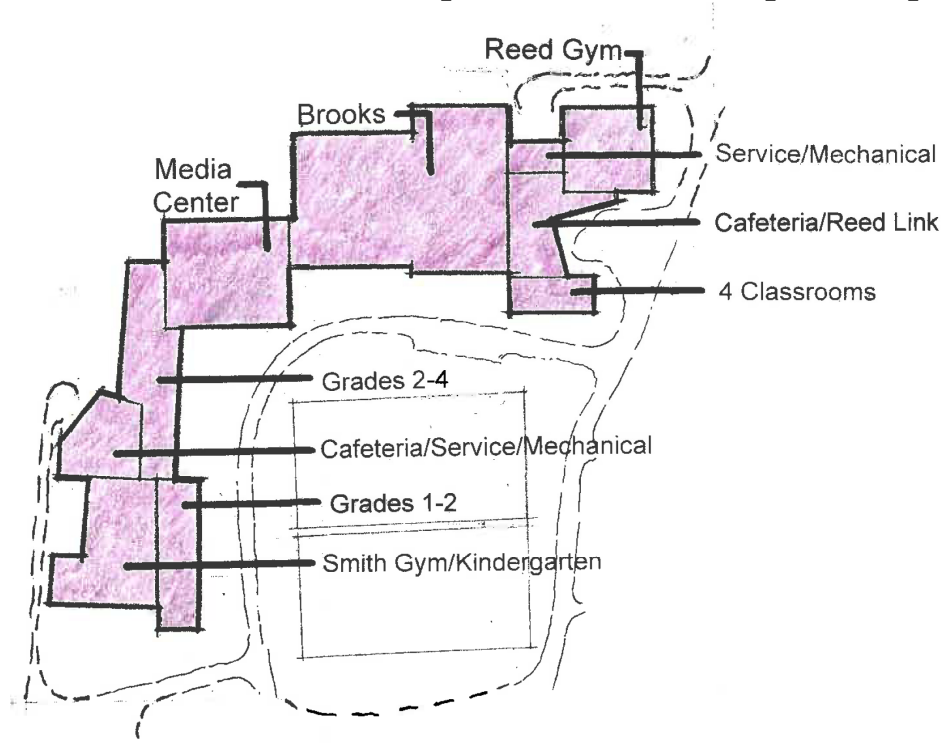 Reed Gym
Brooks
Service/Mechanical
Media
Center
Cafeteria/Reed Link
4 Classrooms
Grades 2-4
Cafeteria/Service/Mechanical
Grades 1-2
Smith Gym/Kindergarten